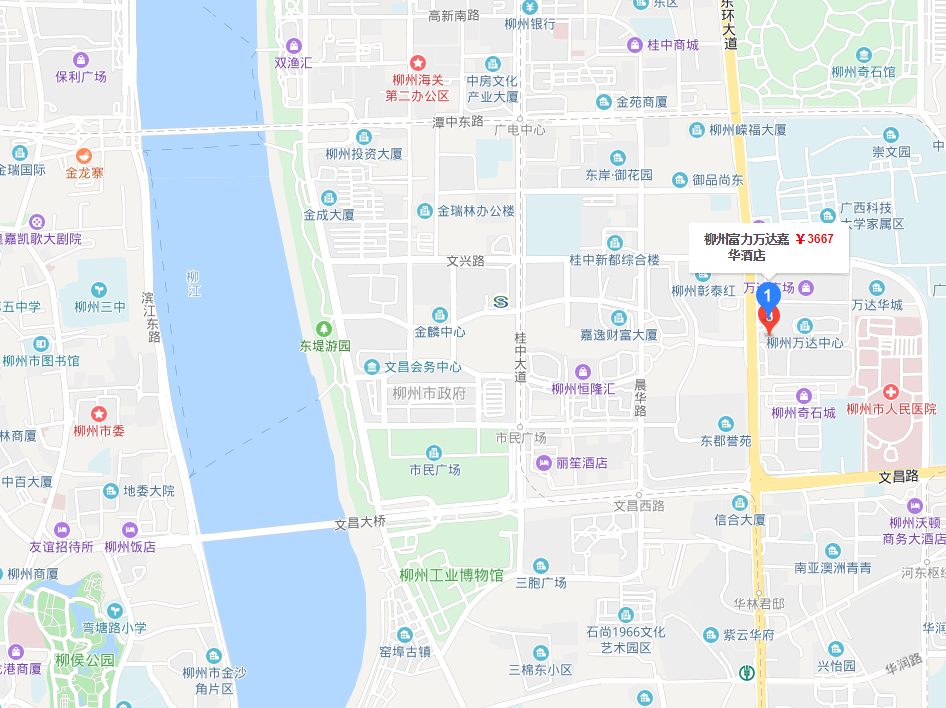 东区
高新南路
柳州银行
东环大道
桂中商城
双渔汇
保利广场
柳州海关
第二办公区
中房文化
产业大厦
柳州奇石馆
金苑商厦
潭中东路
广电中心
柳州嵘福大厦
崇文园
中
柳州投资大厦
金瑞国际
金龙寨
东岸·御花园
御品尚东
金成大厦
金瑞林办公楼
广西科技
大学家属区
皇嘉凯歌大剧院
柳州富力万达嘉
华酒店
￥3667
桂中新都综合楼
文兴路
柳江
柳州彰泰红
万达广场
1
3
万达华城
广
五中学
柳州三中
滨江东路
金麟中心
嘉逸财富大厦
柳州万达中心
东堤游园
桂中大道
柳州市图书馆
文昌会务中心
柳州市政府
柳州恒隆汇
晨华路
柳州奇石城
柳州市人民医院
柳州市委
林商厦
市民广场
东郡誉苑
市民广场
丽笙酒店
文昌路
中百大厦
地委大院
文昌西路
文昌大桥
信合大厦
柳州沃顿
商务大酒店
友谊招待所
柳州饭店
柳州商厦
柳州工业博物馆
三胞广场
南亚澳洲青青
河东枢纽
华林君邸
弯塘路小学
石尚1966文化
艺术园区
紫云华府
华润
柳侯公园
窑埠古镇
龙港商厦
柳州市金沙
角片区
三棉东小区
兴怡园
华润路